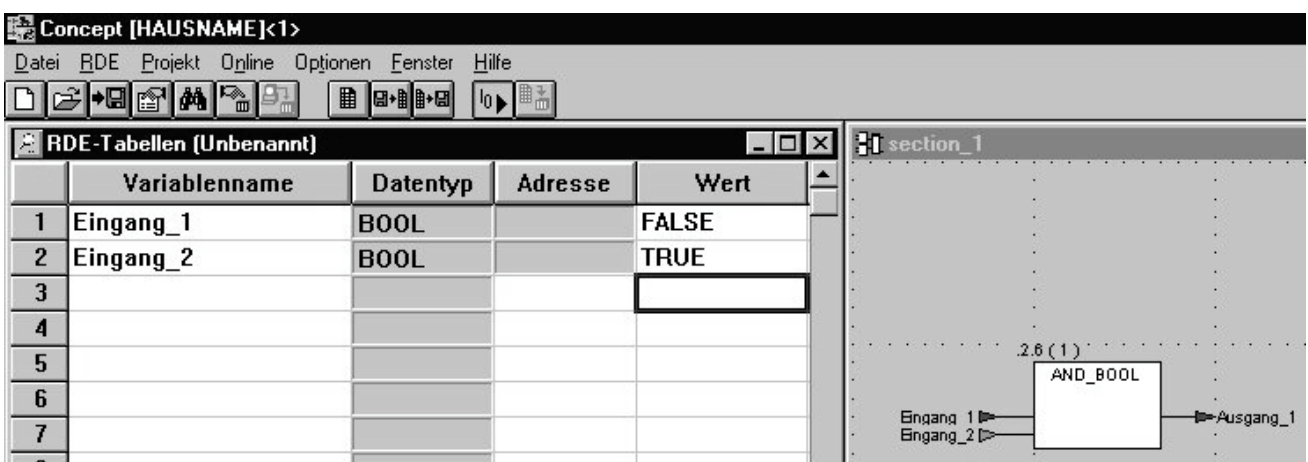 Concept [HAUSNAME]<1>
Datei RDE Projekt Online Optionen Fenster Hilfe
RDE-Tabellen (Unbenannt)
Variablenname Datentyp Adresse Wert
1 Eingang_1 BOOL FALSE
2 Eingang_2 BOOL TRUE
3
4
5
6
7
section_1
.2.6 ( 1 )
AND_BOOL
Eingang_1 Ausgang_1
Eingang_2